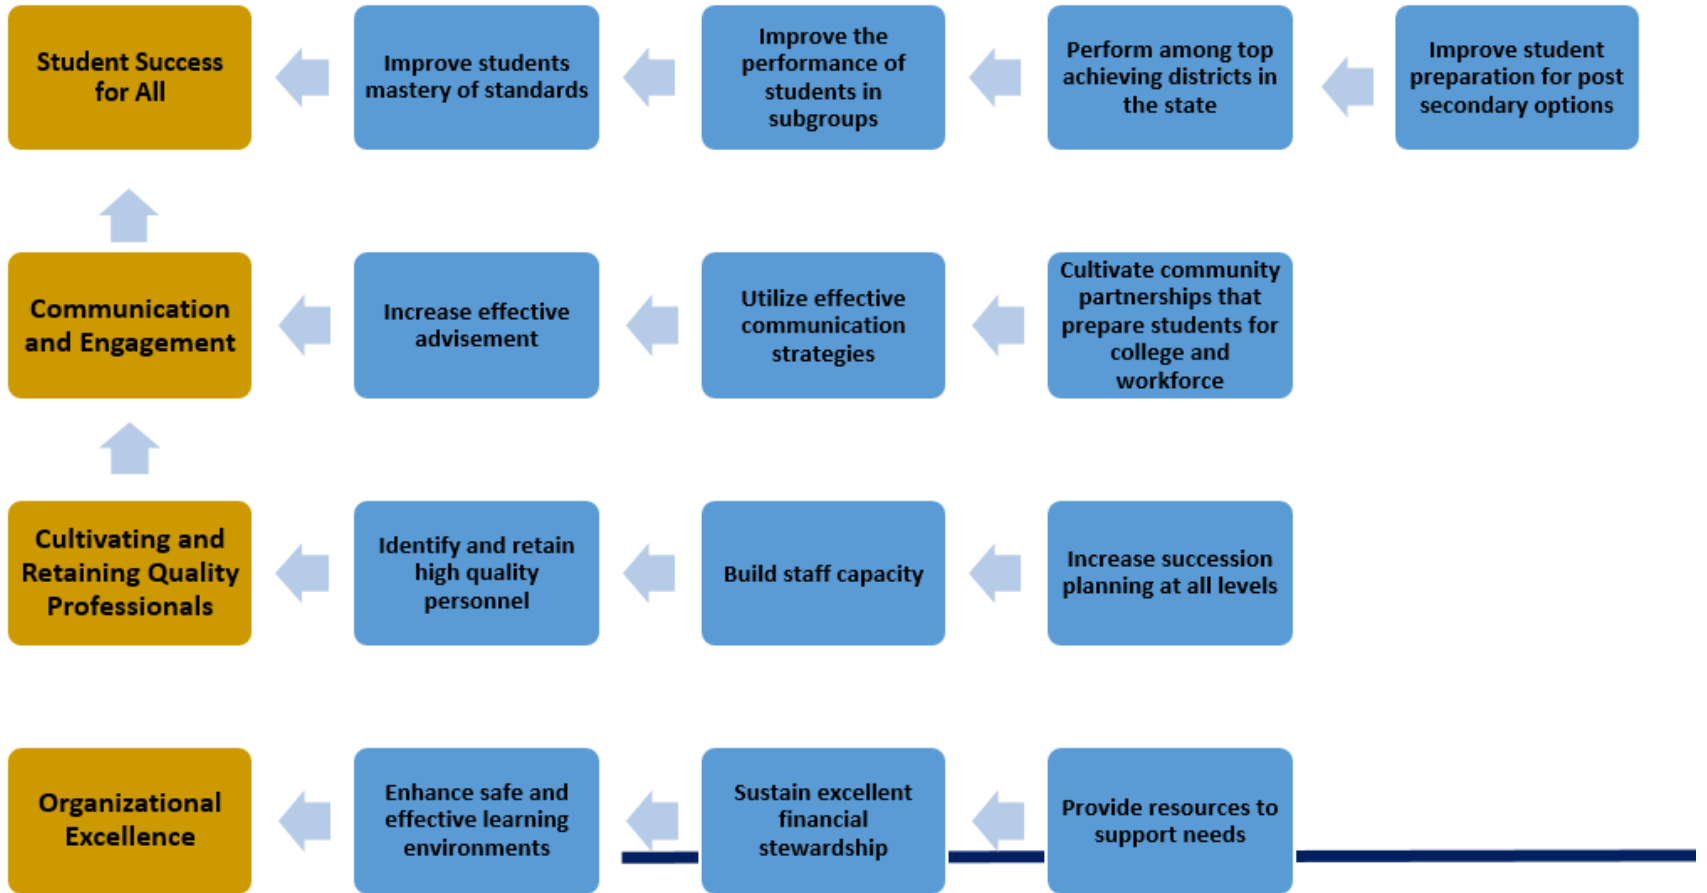 Student Success
for All
Improve students
mastery of standards
Improve the
performance of
students in
subgroups
Perform among top
achieving districts in
the state
Improve student
preparation for post
secondary options
Communication
and Engagement
Increase effective
advisement
Utilize effective
communication
strategies
Cultivate community
partnerships that
prepare students for
college and
workforce
Cultivating and
Retaining Quality
Professionals
Identify and retain
high quality
personnel
Build staff capacity
Increase succession
planning at all levels
Organizational
Excellence
Enhance safe and
effective learning
environments
Sustain excellent
financial
stewardship
Provide resources to
support needs